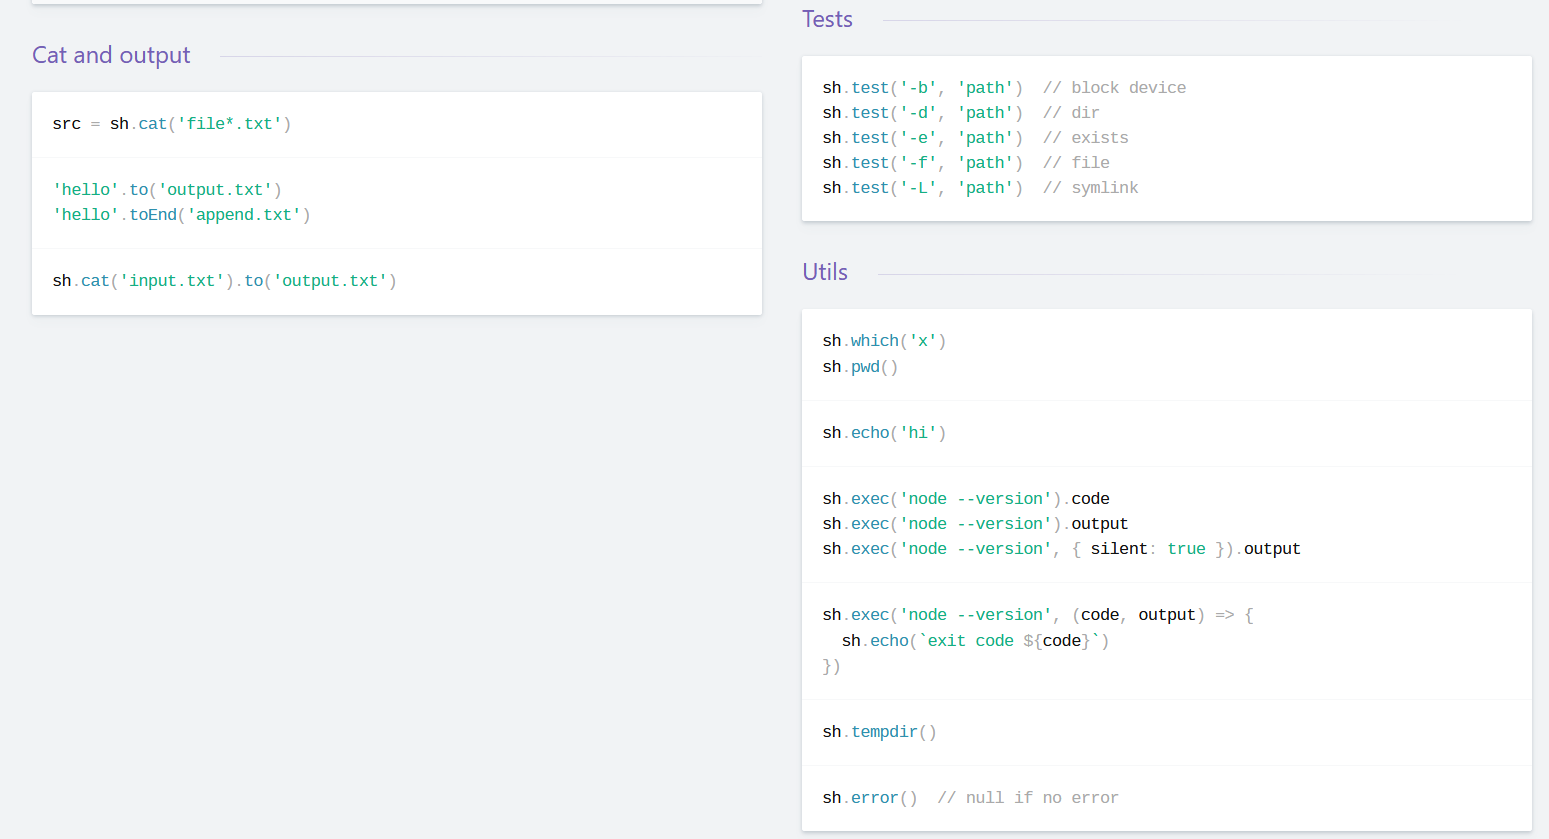 Cat and output
src = sh.cat('file*.txt')
'hello'.to('output.txt')
'hello'.toEnd('append.txt')
sh.cat('input.txt').to('output.txt')
Tests
sh.test('-b', 'path')  // block device
sh.test('-d', 'path')  // dir
sh.test('-e', 'path')  // exists
sh.test('-f', 'path')  // file
sh.test('-L', 'path')  // symlink
Utils
sh.which('x')
sh.pwd()
sh.echo('hi')
sh.exec('node --version').code
sh.exec('node --version').output
sh.exec('node --version', { silent: true }).output
sh.exec('node --version', (code, output) => {
  sh.echo(`exit code ${code}`)
})
sh.tempdir()
sh.error()  // null if no error